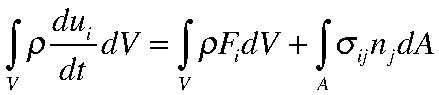 ∫_V ρ du_i/dt dV = ∫_V ρF_i dV + ∫_A σ_ij n_j dA